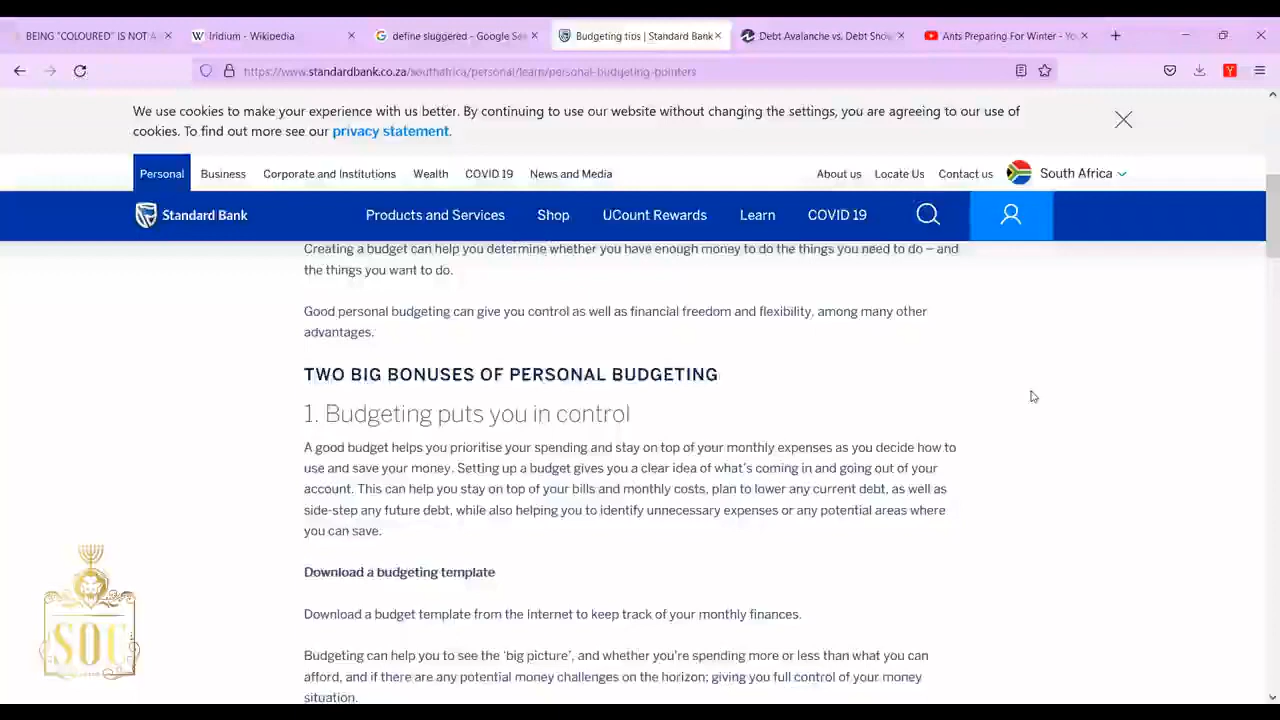 BEING "COLOURED" IS NOT A
Iridium - Wikipedia
define sluggered - Google Se
Budgeting tips | Standard Bank
Debt Avalanche vs. Debt Snow
Ants Preparing For Winter - Yo
https://www.standardbank.co.za/southafrica/personal/learn/personal-budgeting-pointers
We use cookies to make your experience with us better. By continuing to use our website without changing the settings, you are agreeing to our use of
cookies. To find out more see our privacy statement.
Personal Business Corporate and Institutions Wealth COVID 19 News and Media About us Locate Us Contact us South Africa
Standard Bank Products and Services Shop UCount Rewards Learn COVID 19
Creating a budget can help you determine whether you have enough money to do the things you need to do – and
the things you want to do.
Good personal budgeting can give you control as well as financial freedom and flexibility, among many other
advantages.
TWO BIG BONUSES OF PERSONAL BUDGETING
1. Budgeting puts you in control
A good budget helps you prioritise your spending and stay on top of your monthly expenses as you decide how to
use and save your money. Setting up a budget gives you a clear idea of what's coming in and going out of your
account. This can help you stay on top of your bills and monthly costs, plan to lower any current debt, as well as
side-step any future debt, while also helping you to identify unnecessary expenses or any potential areas where
you can save.
Download a budgeting template
Download a budget template from the Internet to keep track of your monthly finances.
Budgeting can help you to see the 'big picture', and whether you're spending more or less than what you can
afford, and if there are any potential money challenges on the horizon; giving you full control of your money
situation.
SOC